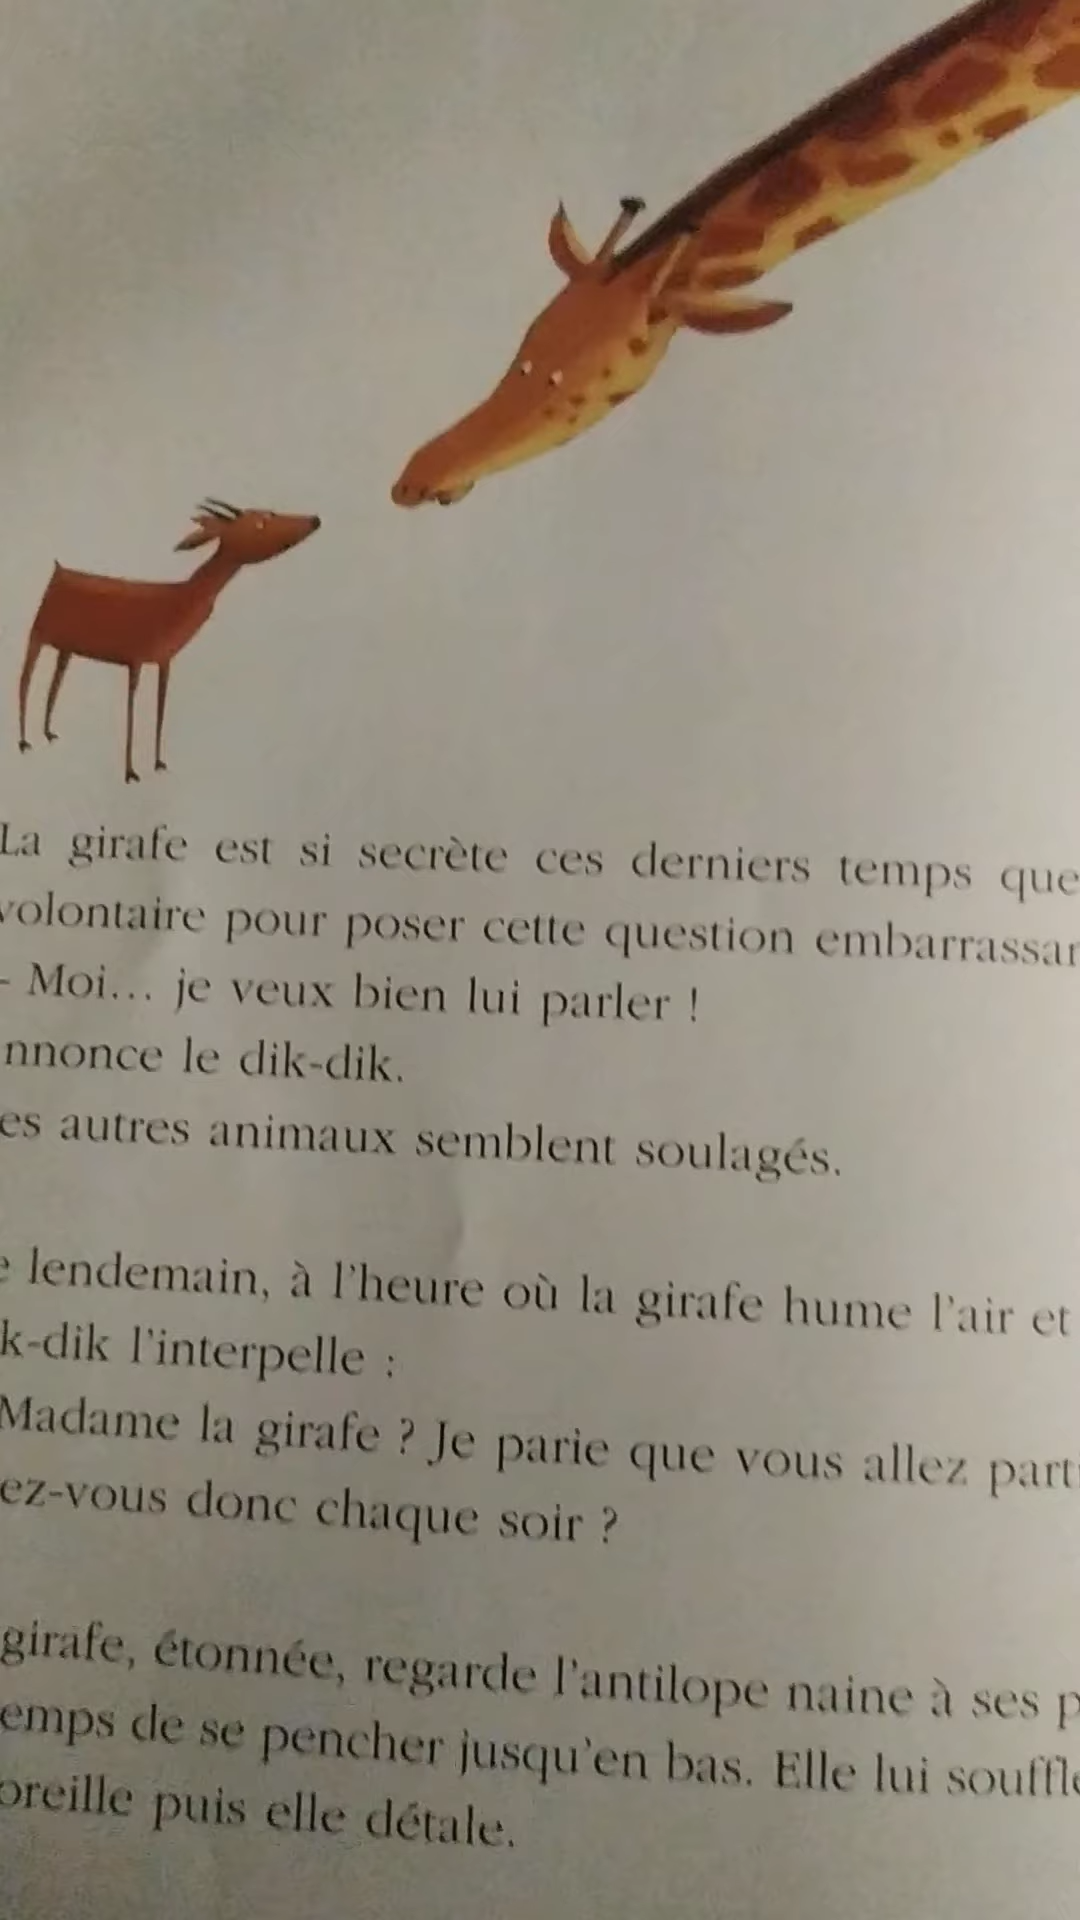 La girafe est si secrète ces derniers temps que
volontaire pour poser cette question embarrassan
- Moi... je veux bien lui parler !
nnonce le dik-dik.
es autres animaux semblent soulagés.
e lendemain, à l'heure où la girafe hume l'air et
k-dik l'interpelle :
Madame la girafe ? Je parie que vous allez parti
ez-vous donc chaque soir ?
girafe, étonnée, regarde l'antilope naine à ses p
emps de se pencher jusqu'en bas. Elle lui souffle
oreille puis elle détale.